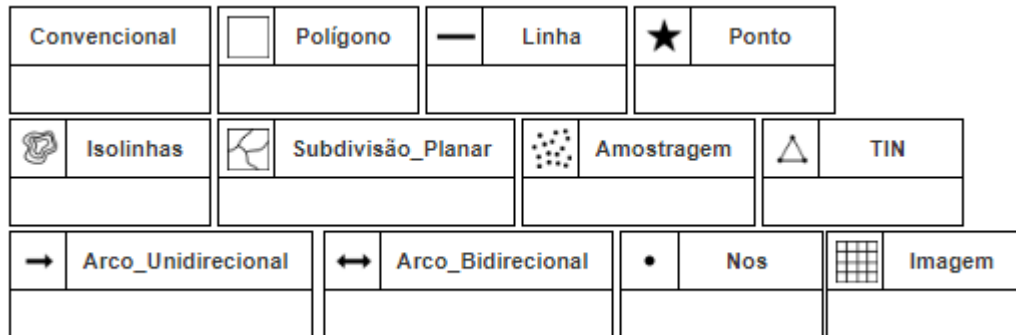 Convencional Polígono Linha Ponto
Isolinhas Subdivisão_Planar Amostragem TIN
Arco_Unidirecional Arco_Bidirecional Nos Imagem